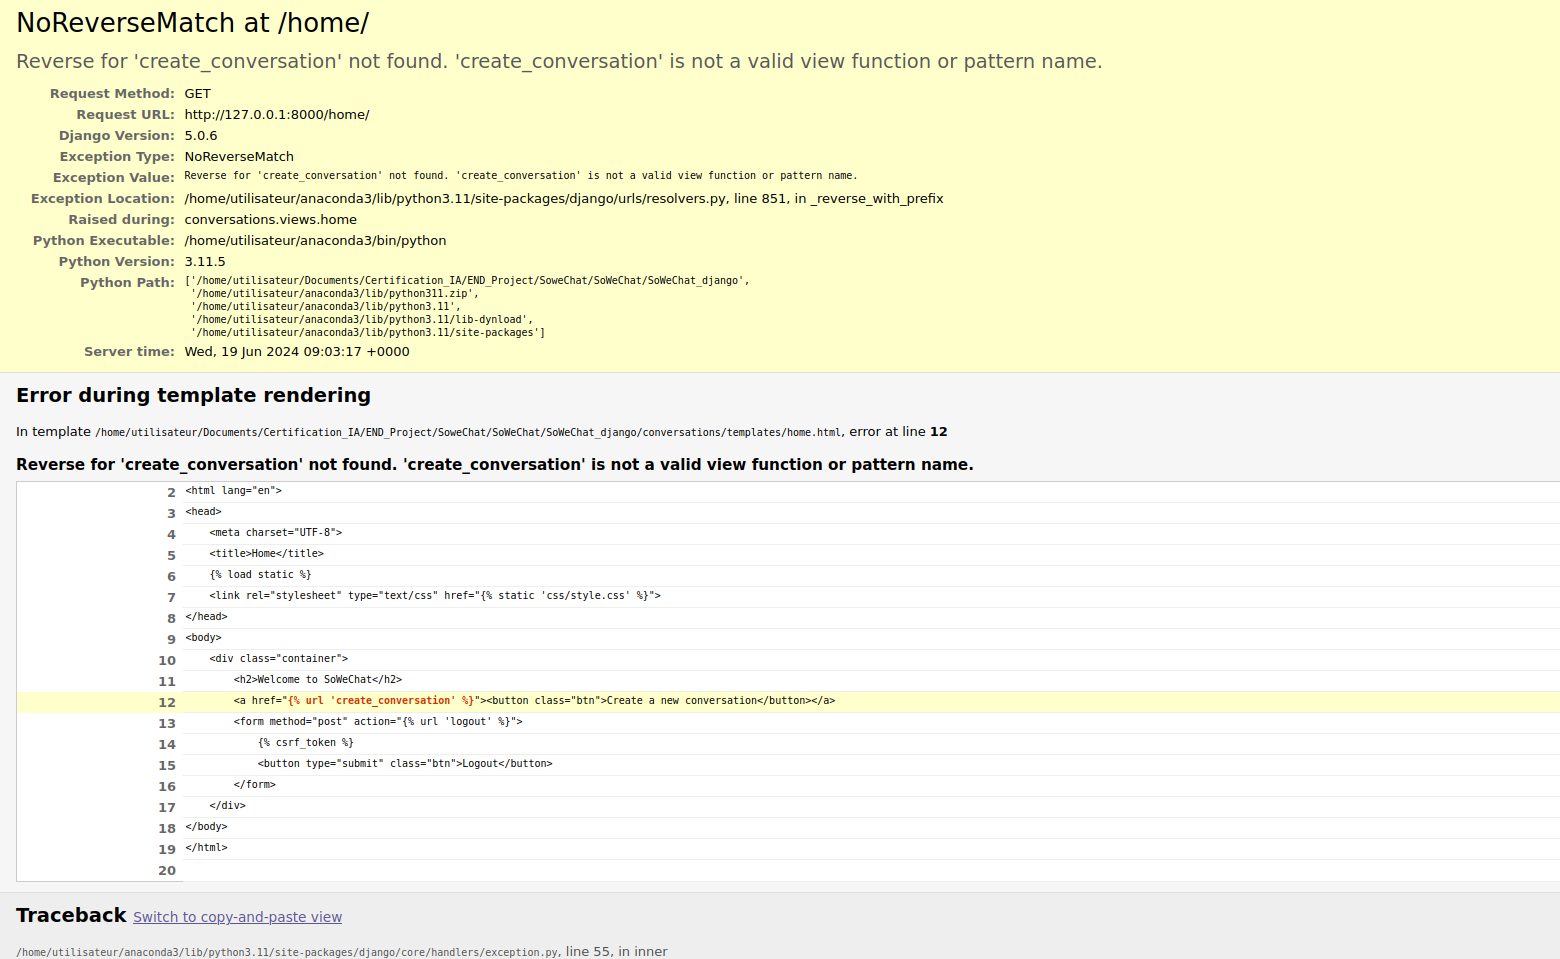 NoReverseMatch at /home/
Reverse for 'create_conversation' not found. 'create_conversation' is not a valid view function or pattern name.
Request Method: GET
Request URL: http://127.0.0.1:8000/home/
Django Version: 5.0.6
Exception Type: NoReverseMatch
Exception Value: Reverse for 'create_conversation' not found. 'create_conversation' is not a valid view function or pattern name.
Exception Location: /home/utilisateur/anaconda3/lib/python3.11/site-packages/django/urls/resolvers.py, line 851, in _reverse_with_prefix
Raised during: conversations.views.home
Python Executable: /home/utilisateur/anaconda3/bin/python
Python Version: 3.11.5
Python Path: ['/home/utilisateur/Documents/Certification_IA/END_Project/SoweChat/SoWeChat/SoWeChat_django',
'/home/utilisateur/anaconda3/lib/python311.zip',
'/home/utilisateur/anaconda3/lib/python3.11',
'/home/utilisateur/anaconda3/lib/python3.11/lib-dynload',
'/home/utilisateur/anaconda3/lib/python3.11/site-packages']
Server time: Wed, 19 Jun 2024 09:03:17 +0000
Error during template rendering
In template /home/utilisateur/Documents/Certification_IA/END_Project/SoweChat/SoWeChat/SoWeChat_django/conversations/templates/home.html, error at line 12
Reverse for 'create_conversation' not found. 'create_conversation' is not a valid view function or pattern name.
2 <html lang="en">
3 <head>
4     <meta charset="UTF-8">
5     <title>Home</title>
6     {% load static %}
7     <link rel="stylesheet" type="text/css" href="{% static 'css/style.css' %}">
8 </head>
9 <body>
10     <div class="container">
11         <h2>Welcome to SoWeChat</h2>
12         <a href="{% url 'create_conversation' %}"><button class="btn">Create a new conversation</button></a>
13         <form method="post" action="{% url 'logout' %}">
14             {% csrf_token %}
15             <button type="submit" class="btn">Logout</button>
16         </form>
17     </div>
18 </body>
19 </html>
20
Traceback Switch to copy-and-paste view
/home/utilisateur/anaconda3/lib/python3.11/site-packages/django/core/handlers/exception.py, line 55, in inner